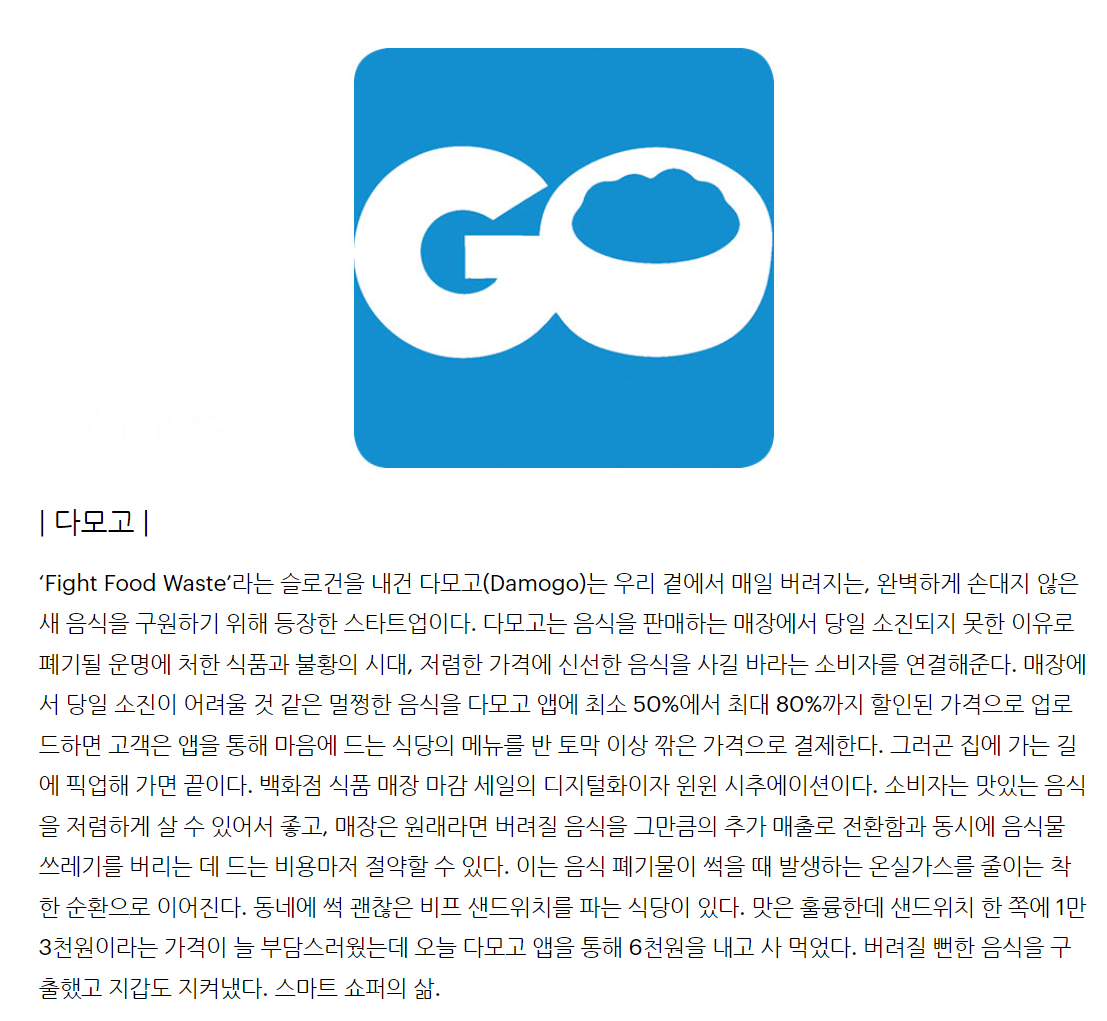 GO
| 다모고 |
‘Fight Food Waste’라는 슬로건을 내건 다모고(Damogo)는 우리 곁에서 매일 버려지는, 완벽하게 손대지 않은
새 음식을 구원하기 위해 등장한 스타트업이다. 다모고는 음식을 판매하는 매장에서 당일 소진되지 못한 이유로
폐기될 운명에 처한 식품과 불황의 시대, 저렴한 가격에 신선한 음식을 사길 바라는 소비자를 연결해준다. 매장에
서 당일 소진이 어려울 것 같은 멀쩡한 음식을 다모고 앱에 최소 50%에서 최대 80%까지 할인된 가격으로 업로
드하면 고객은 앱을 통해 마음에 드는 식당의 메뉴를 반 토막 이상 깎은 가격으로 결제한다. 그러곤 집에 가는 길
에 픽업해 가면 끝이다. 백화점 식품 매장 마감 세일의 디지털화이자 윈윈 시추에이션이다. 소비자는 맛있는 음식
을 저렴하게 살 수 있어서 좋고, 매장은 원래라면 버려질 음식을 그만큼의 추가 매출로 전환함과 동시에 음식물
쓰레기를 버리는 데 드는 비용마저 절약할 수 있다. 이는 음식 폐기물이 썩을 때 발생하는 온실가스를 줄이는 착
한 순환으로 이어진다. 동네에 썩 괜찮은 비프 샌드위치를 파는 식당이 있다. 맛은 훌륭한데 샌드위치 한 쪽에 1만
3천원이라는 가격이 늘 부담스러웠는데 오늘 다모고 앱을 통해 6천원을 내고 사 먹었다. 버려질 뻔한 음식을 구
출했고 지갑도 지켜냈다. 스마트 쇼퍼의 삶.